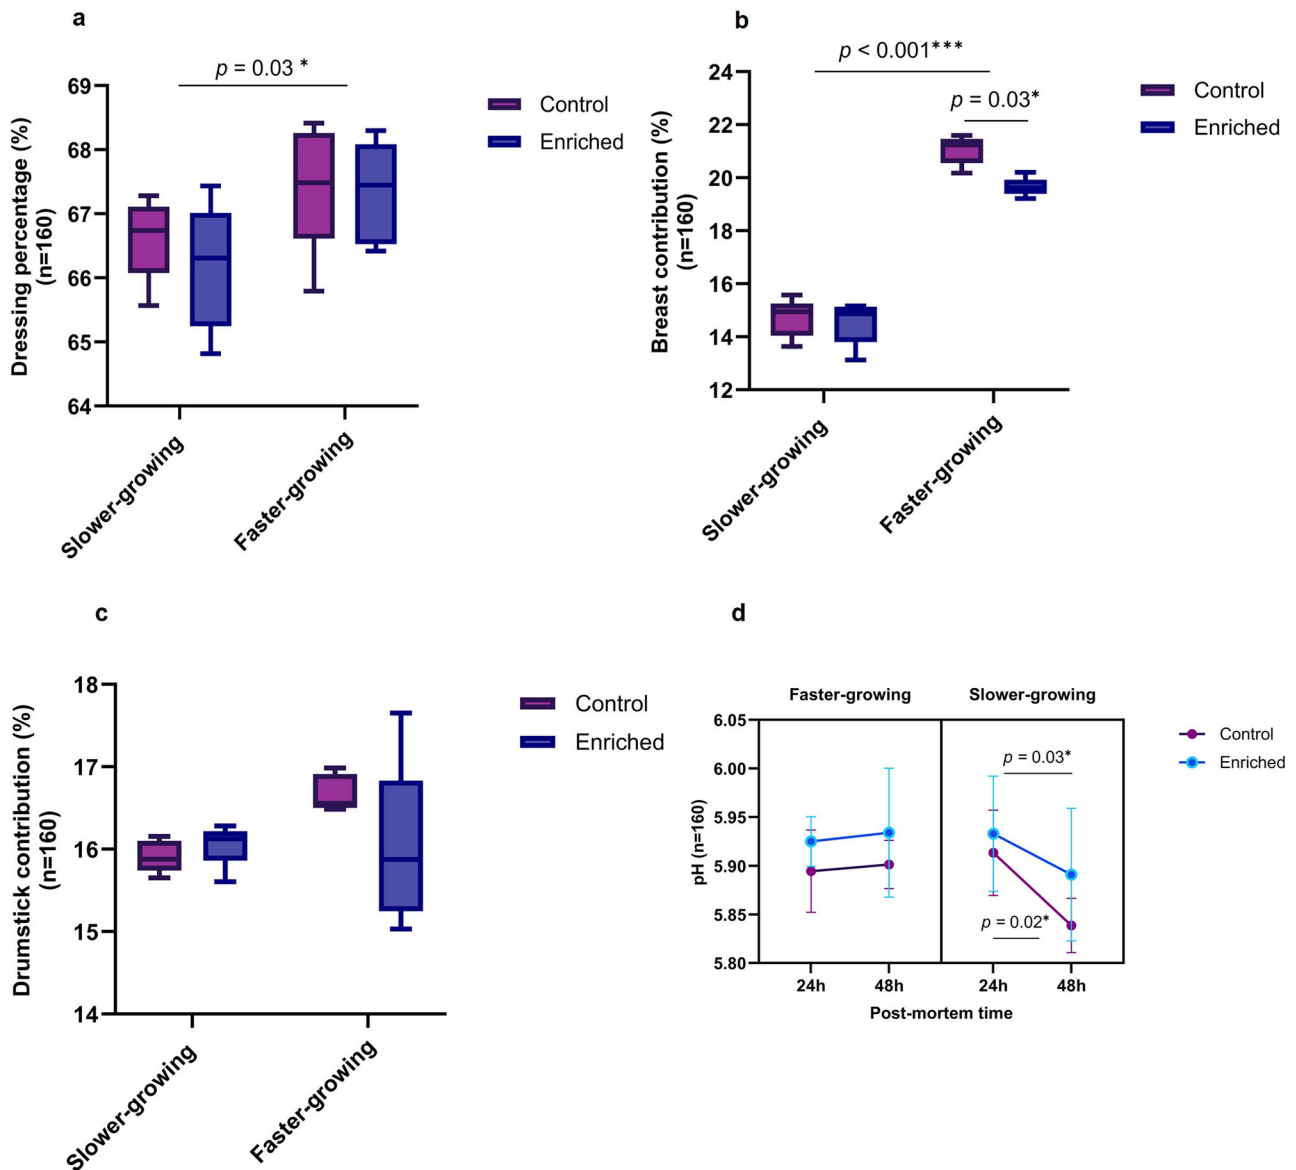 a
p = 0.03 *
69
68
67
66
65
64
Dressing percentage (%)
(n=160)
Slower-growing
Faster-growing
Control
Enriched
b
p < 0.001***
p = 0.03*
24
22
20
18
16
14
12
Breast contribution (%)
(n=160)
Slower-growing
Faster-growing
Control
Enriched
c
18
17
16
15
14
Drumstick contribution (%)
(n=160)
Slower-growing
Faster-growing
Control
Enriched
d
Faster-growing
Slower-growing
6.05
6.00
5.95
5.90
5.85
5.80
pH (n=160)
p = 0.03*
p = 0.02*
24h
48h
24h
48h
Post-mortem time
Control
Enriched